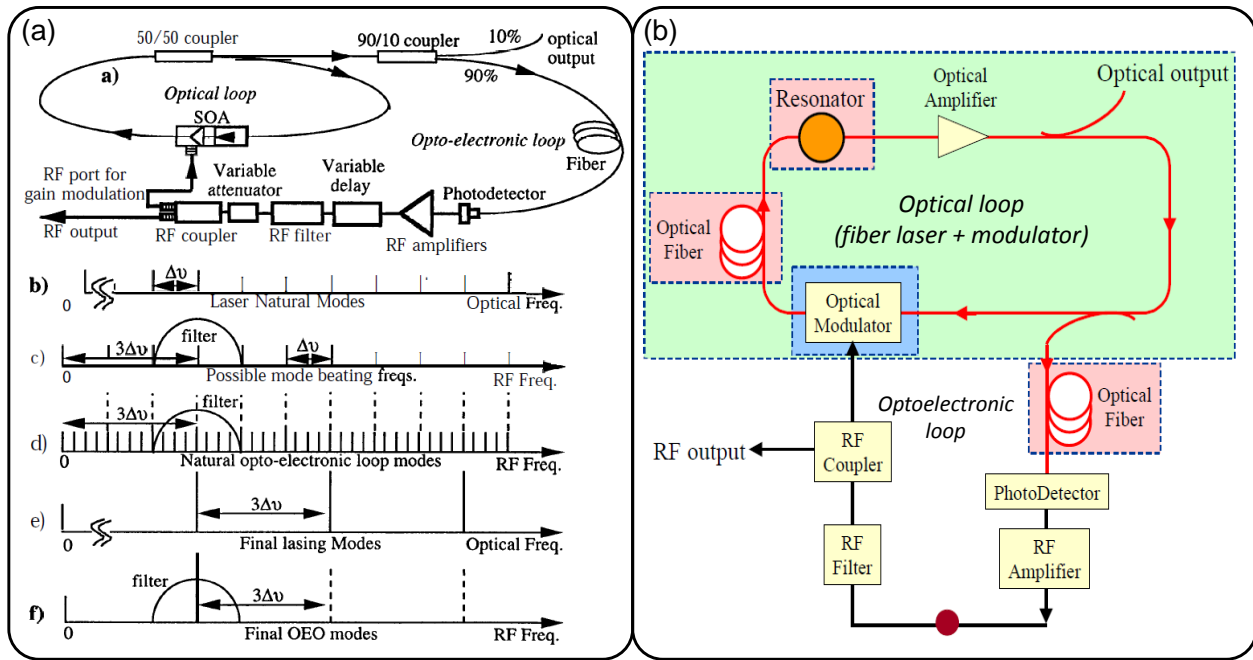 (a)
50/50 coupler
90/10 coupler
10%
optical
output
90%
a)
Optical loop
SOA
Opto-electronic loop
Fiber
RF port for
gain modulation
Variable
attenuator
Variable
delay
Photodetector
RF output
RF coupler
RF filter
RF amplifiers
b)
Δυ
0
Laser Natural Modes
Optical Freq.
c)
filter
3Δυ
Δυ
0
Possible mode beating freqs.
RF Freq.
d)
filter
3Δυ
0
Natural opto-electronic loop modes
RF Freq.
e)
3Δυ
0
Final lasing Modes
Optical Freq.
f)
filter
3Δυ
0
Final OEO modes
RF Freq.
(b)
Resonator
Optical
Amplifier
Optical output
Optical
Fiber
Optical loop
(fiber laser + modulator)
Optical
Modulator
Optoelectronic
loop
Optical
Fiber
RF output
RF
Coupler
PhotoDetector
RF
Filter
RF
Amplifier